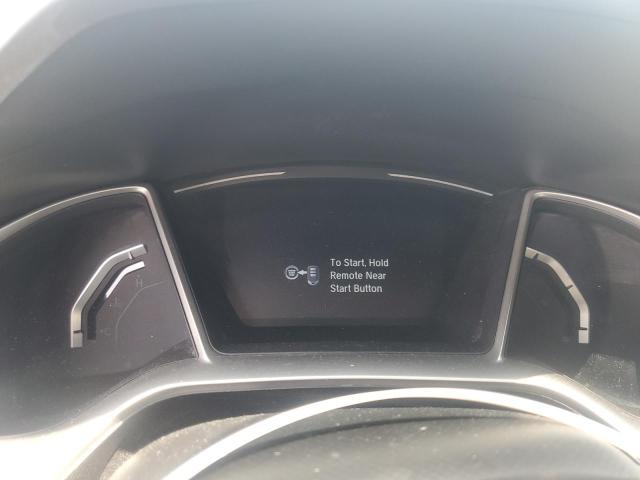 To Start, Hold
Remote Near
Start Button
H
C